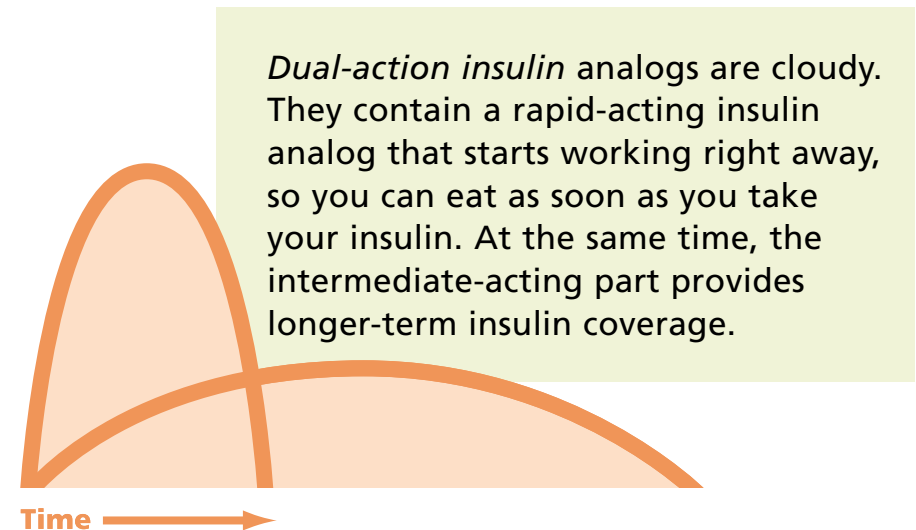 Dual-action insulin analogs are cloudy.
They contain a rapid-acting insulin
analog that starts working right away,
so you can eat as soon as you take
your insulin. At the same time, the
intermediate-acting part provides
longer-term insulin coverage.
Time